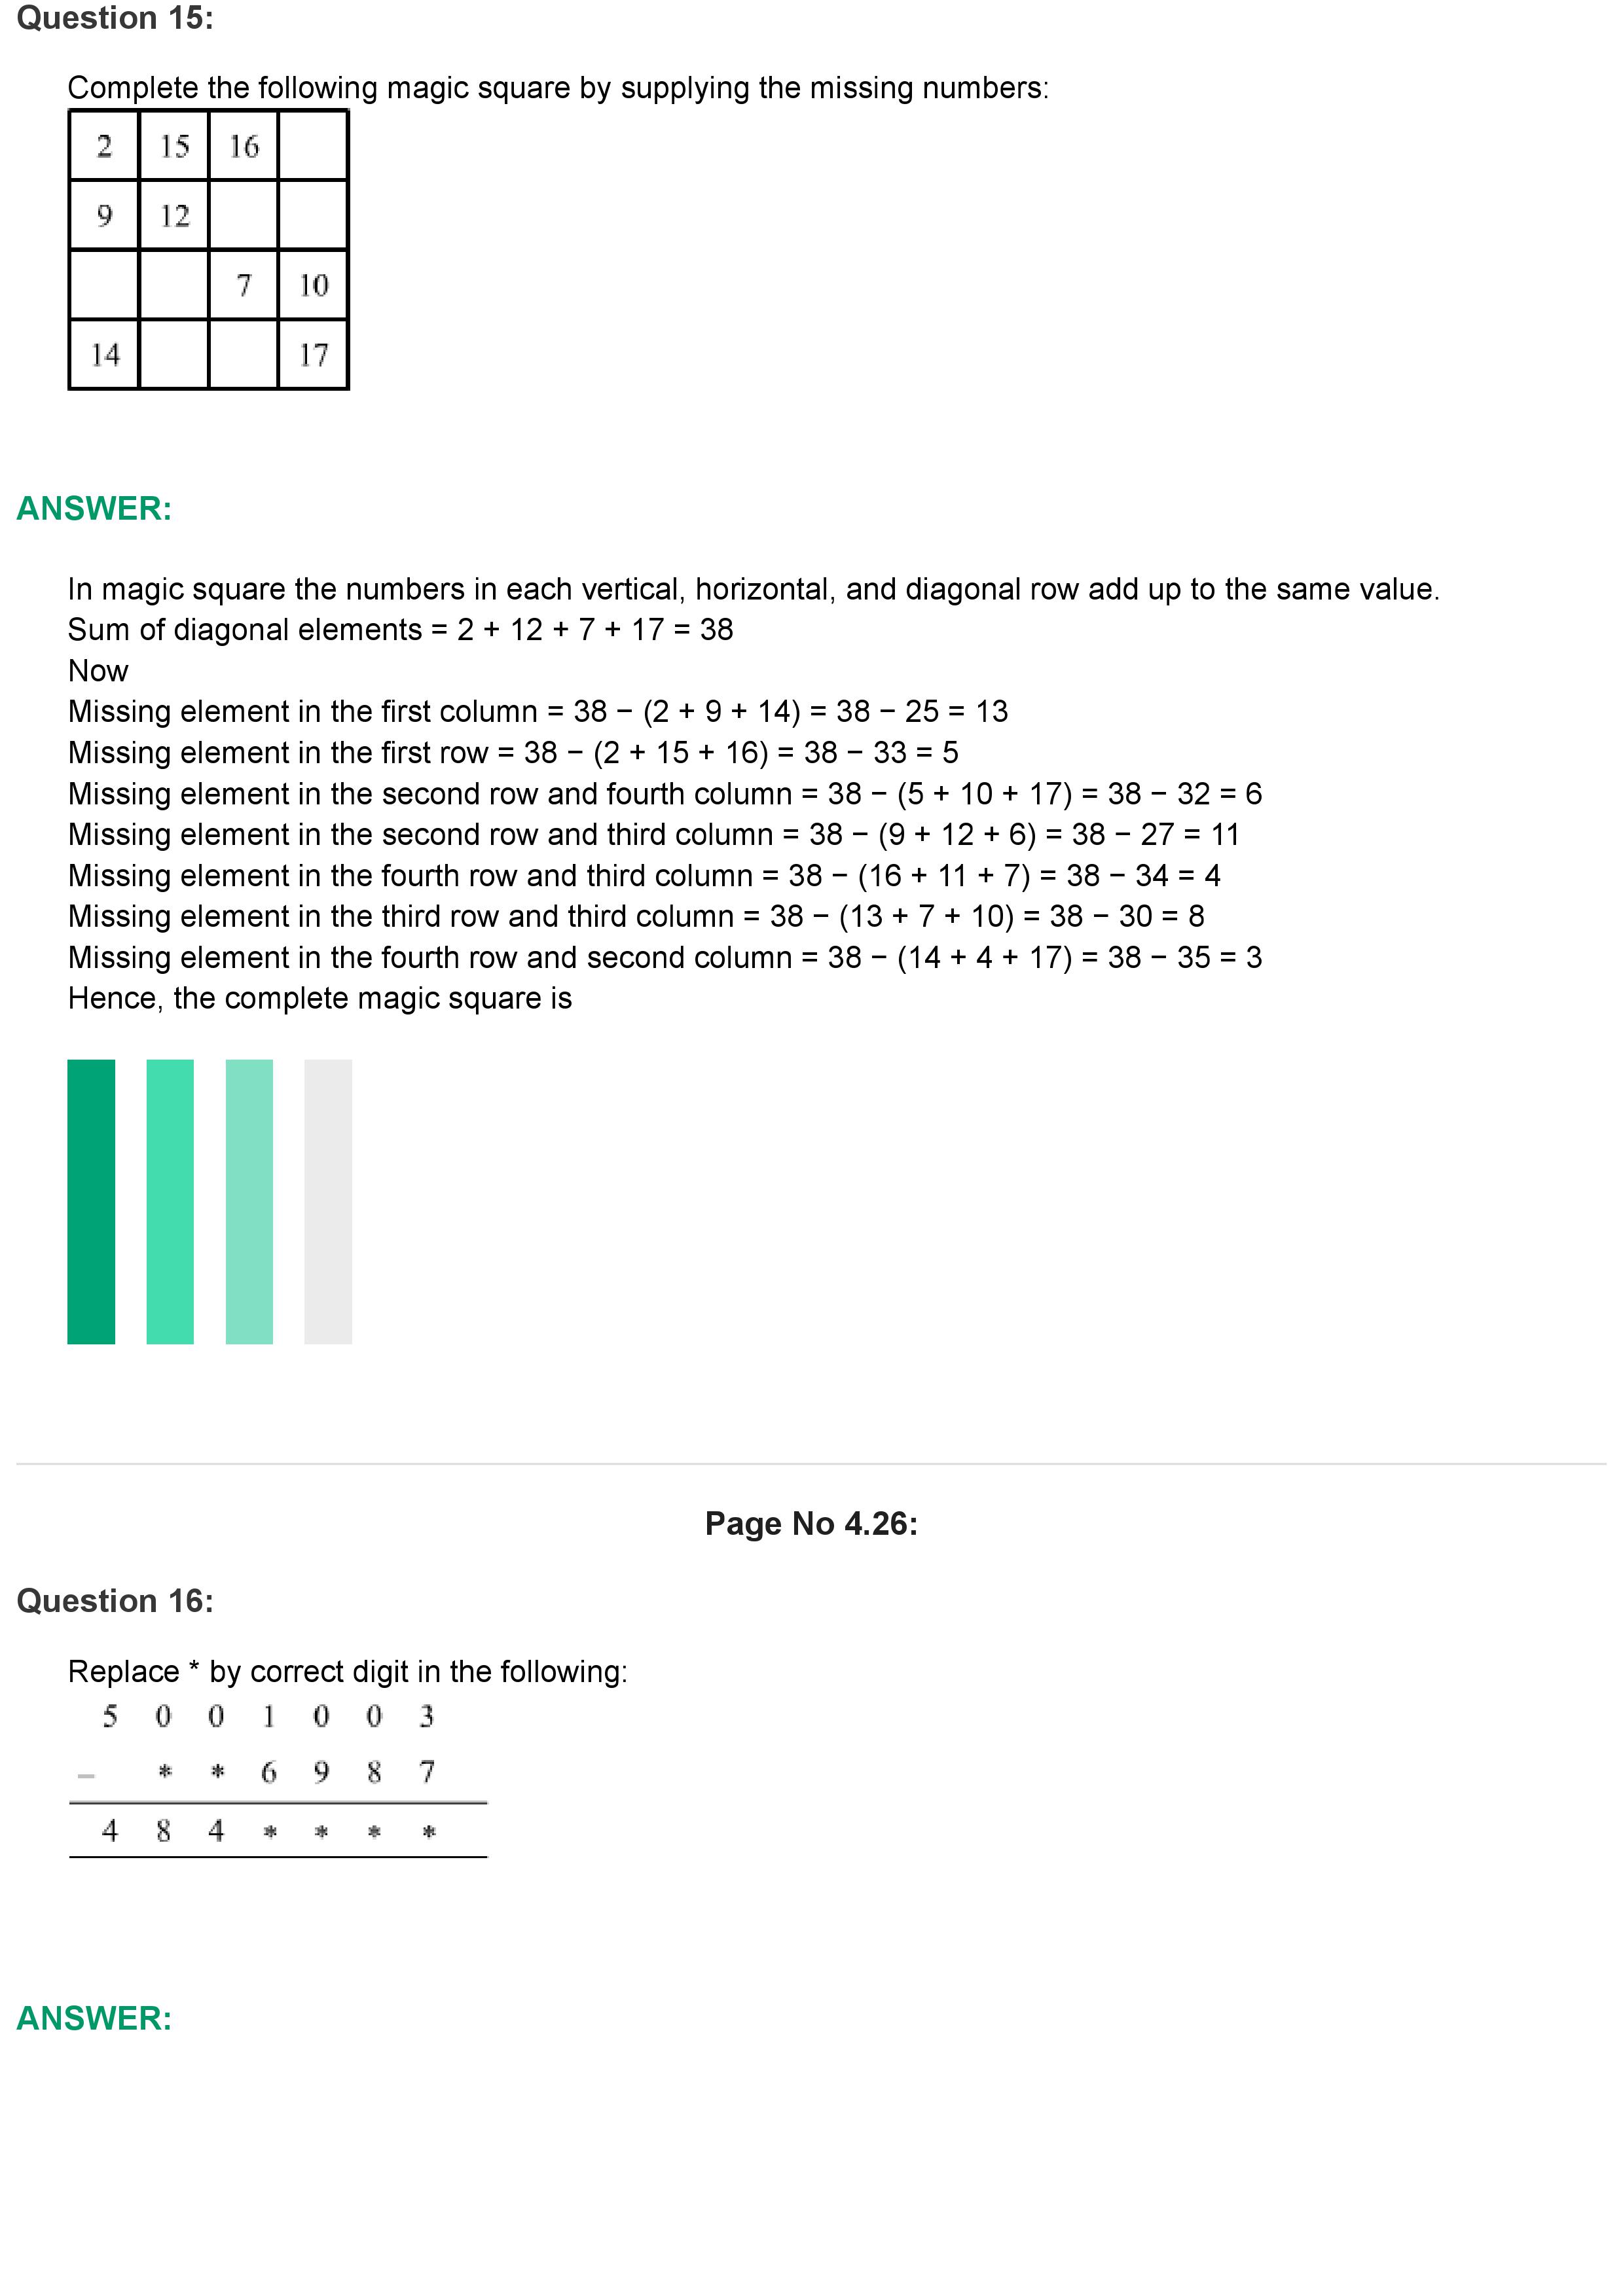 Question 15:
Complete the following magic square by supplying the missing numbers:
2 15 16
9 12
7 10
14 17
ANSWER:
In magic square the numbers in each vertical, horizontal, and diagonal row add up to the same value.
Sum of diagonal elements = 2 + 12 + 7 + 17 = 38
Now
Missing element in the first column = 38 − (2 + 9 + 14) = 38 − 25 = 13
Missing element in the first row = 38 − (2 + 15 + 16) = 38 − 33 = 5
Missing element in the second row and fourth column = 38 − (5 + 10 + 17) = 38 − 32 = 6
Missing element in the second row and third column = 38 − (9 + 12 + 6) = 38 − 27 = 11
Missing element in the fourth row and third column = 38 − (16 + 11 + 7) = 38 − 34 = 4
Missing element in the third row and third column = 38 − (13 + 7 + 10) = 38 − 30 = 8
Missing element in the fourth row and second column = 38 − (14 + 4 + 17) = 38 − 35 = 3
Hence, the complete magic square is
Page No 4.26:
Question 16:
Replace * by correct digit in the following:
5 0 0 1 0 0 3
− * * 6 9 8 7
4 8 4 * * * *
ANSWER: